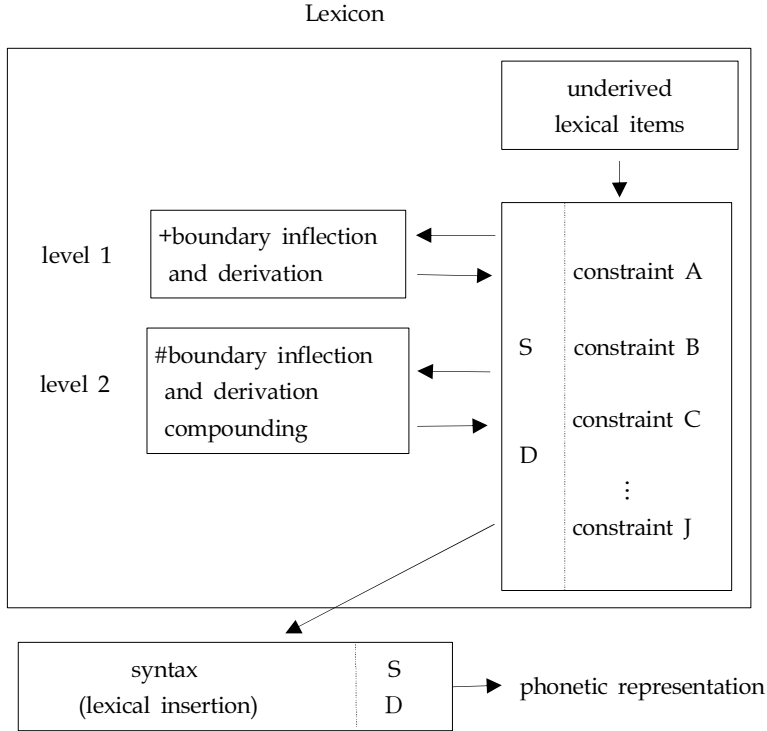 Lexicon
underived
lexical items
level 1
+boundary inflection
and derivation
constraint A
level 2
#boundary inflection
and derivation
compounding
S
D
constraint B
constraint C
⋮
constraint J
syntax
(lexical insertion)
S
D
phonetic representation